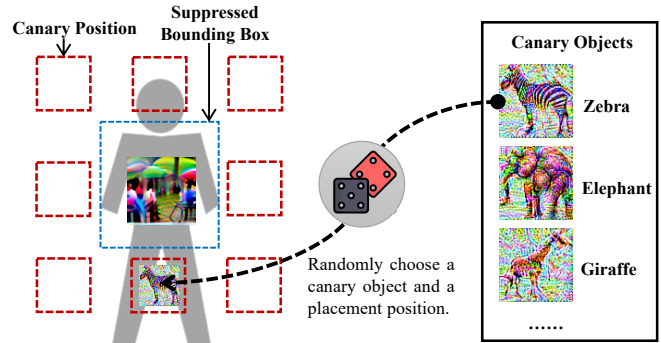 Canary Position
Suppressed
Bounding Box
Canary Objects
Zebra
Elephant
Giraffe
......
Randomly choose a
canary object and a
placement position.